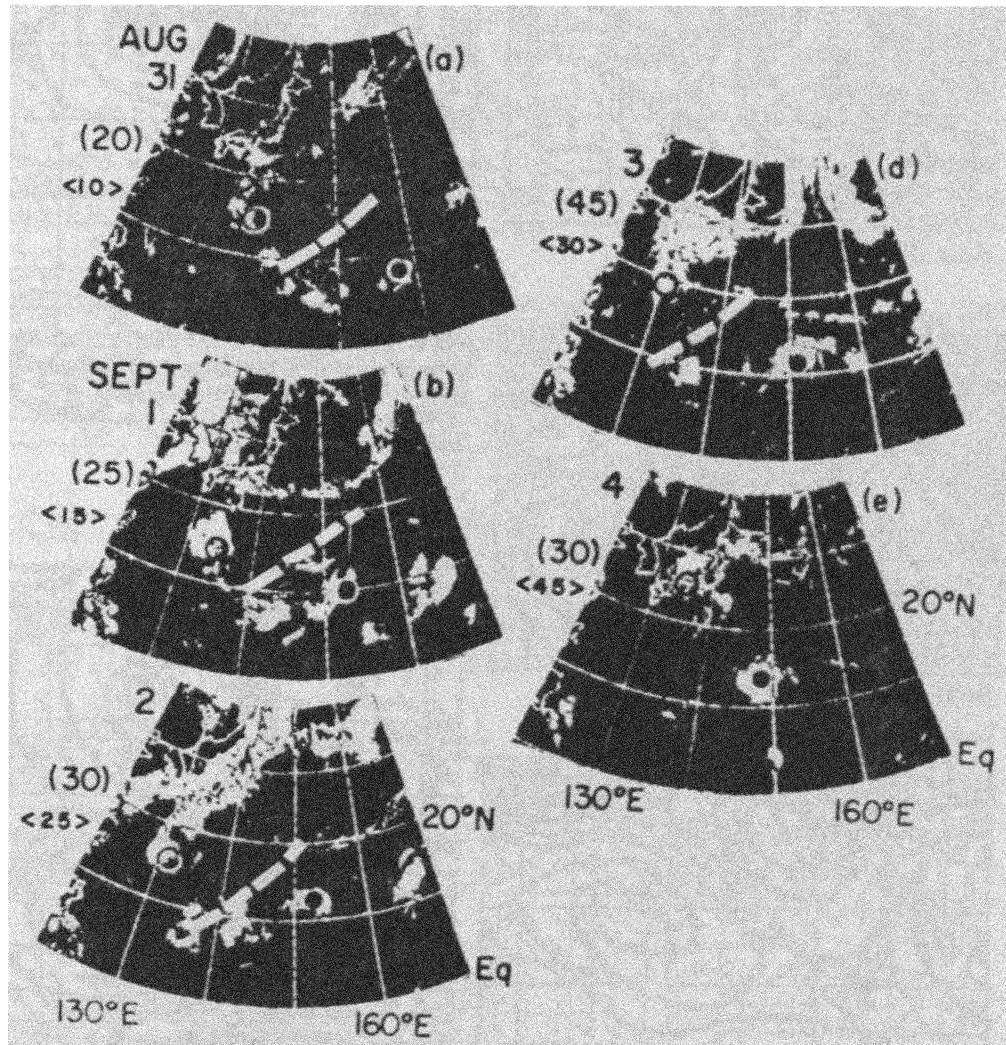 AUG
31
(a)
(20)
<10>
SEPT
1
(b)
(25)
<15>
2
(30)
<25>
20°N
Eq
130°E
160°E
3
(d)
(45)
<30>
4
(e)
(30)
<45>
20°N
Eq
130°E
160°E